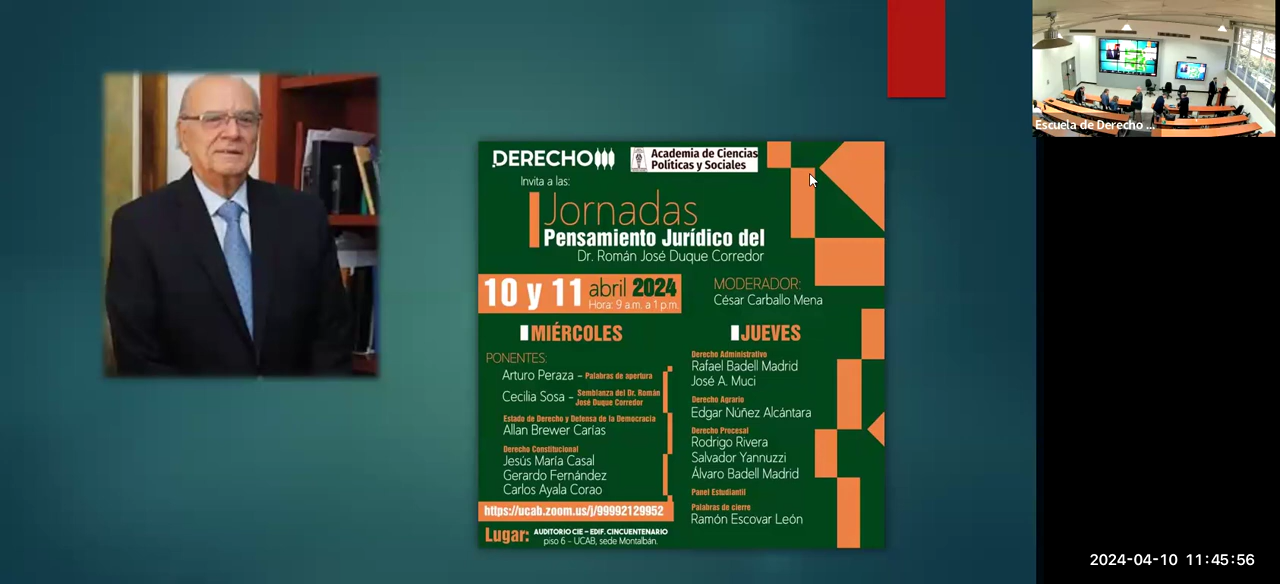 DERECHO
Academia de Ciencias
Políticas y Sociales
Invita a las:
Jornadas
Pensamiento Jurídico del
Dr. Román José Duque Corredor
10 y 11 abril 2024
Hora: 9 a.m. a 1 p.m.
MODERADOR:
César Carballo Mena
MIÉRCOLES
PONENTES:
Arturo Peraza – Palabras de apertura
Cecilia Sosa – Semblanza del Dr. Román
José Duque Corredor
Estado de Derecho y Defensa de la Democracia
Allan Brewer Carías
Derecho Constitucional
Jesús María Casal
Gerardo Fernández
Carlos Ayala Corao
https://ucab.zoom.us/j/99992129952
Lugar: AUDITORIO CIE – EDIF. CINCUENTENARIO
piso 6 - UCAB, sede Montalbán.
JUEVES
Derecho Administrativo
Rafael Badell Madrid
José A. Muci
Derecho Agrario
Edgar Núñez Alcántara
Derecho Procesal
Rodrigo Rivera
Salvador Yannuzzi
Álvaro Badell Madrid
Panel Estudiantil
Palabras de cierre
Ramón Escovar León
Escuela de Derecho ...
2024-04-10 11:45:56